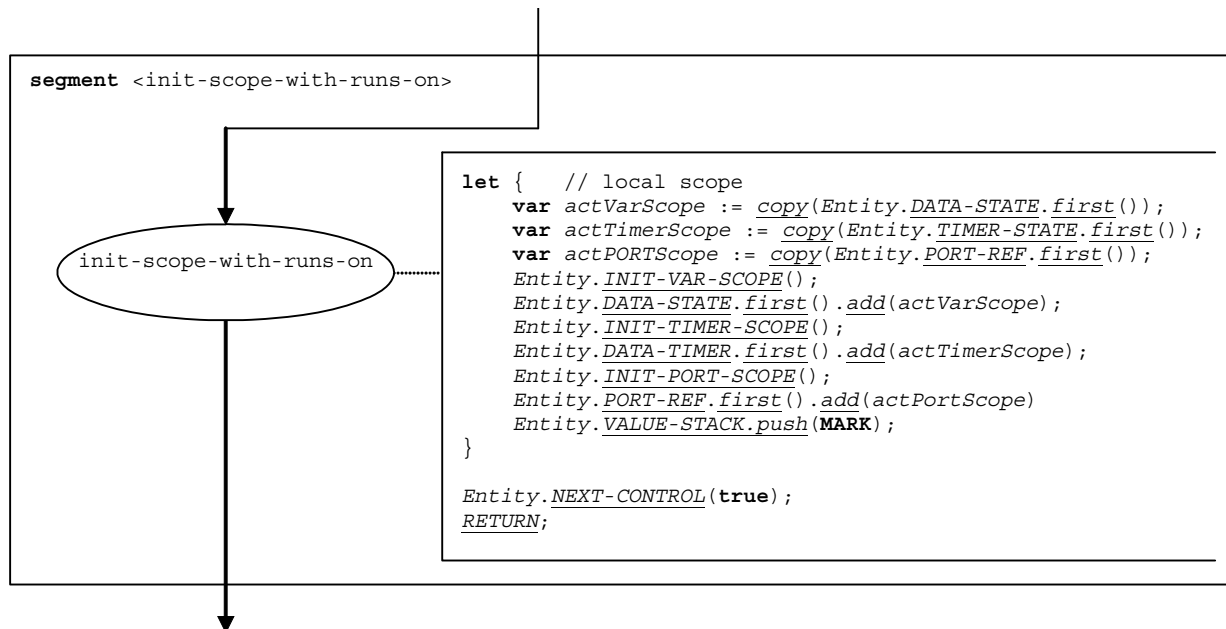 segment <init-scope-with-runs-on>
init-scope-with-runs-on
let { // local scope
var actVarScope := copy(Entity.DATA-STATE.first());
var actTimerScope := copy(Entity.TIMER-STATE.first());
var actPORTScope := copy(Entity.PORT-REF.first());
Entity.INIT-VAR-SCOPE();
Entity.DATA-STATE.first().add(actVarScope);
Entity.INIT-TIMER-SCOPE();
Entity.DATA-TIMER.first().add(actTimerScope);
Entity.INIT-PORT-SCOPE();
Entity.PORT-REF.first().add(actPortScope)
Entity.VALUE-STACK.push(MARK);
}
Entity.NEXT-CONTROL(true);
RETURN;